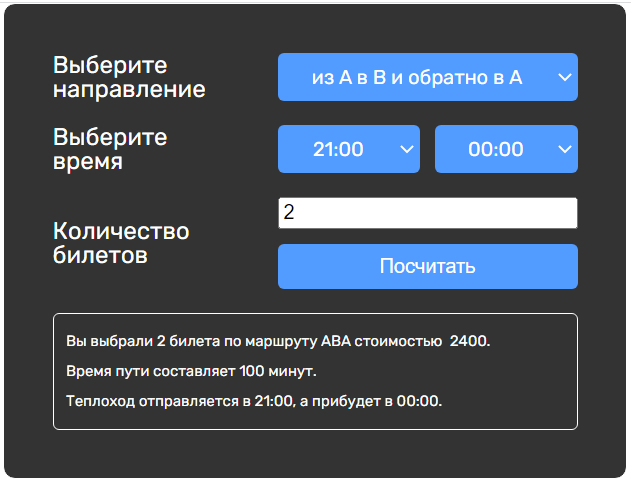 Выберите
направление
из A в B и обратно в A
Выберите
время
21:00
00:00
Количество
билетов
2
Посчитать
Вы выбрали 2 билета по маршруту ABA стоимостью 2400.
Время пути составляет 100 минут.
Теплоход отправляется в 21:00, а прибудет в 00:00.